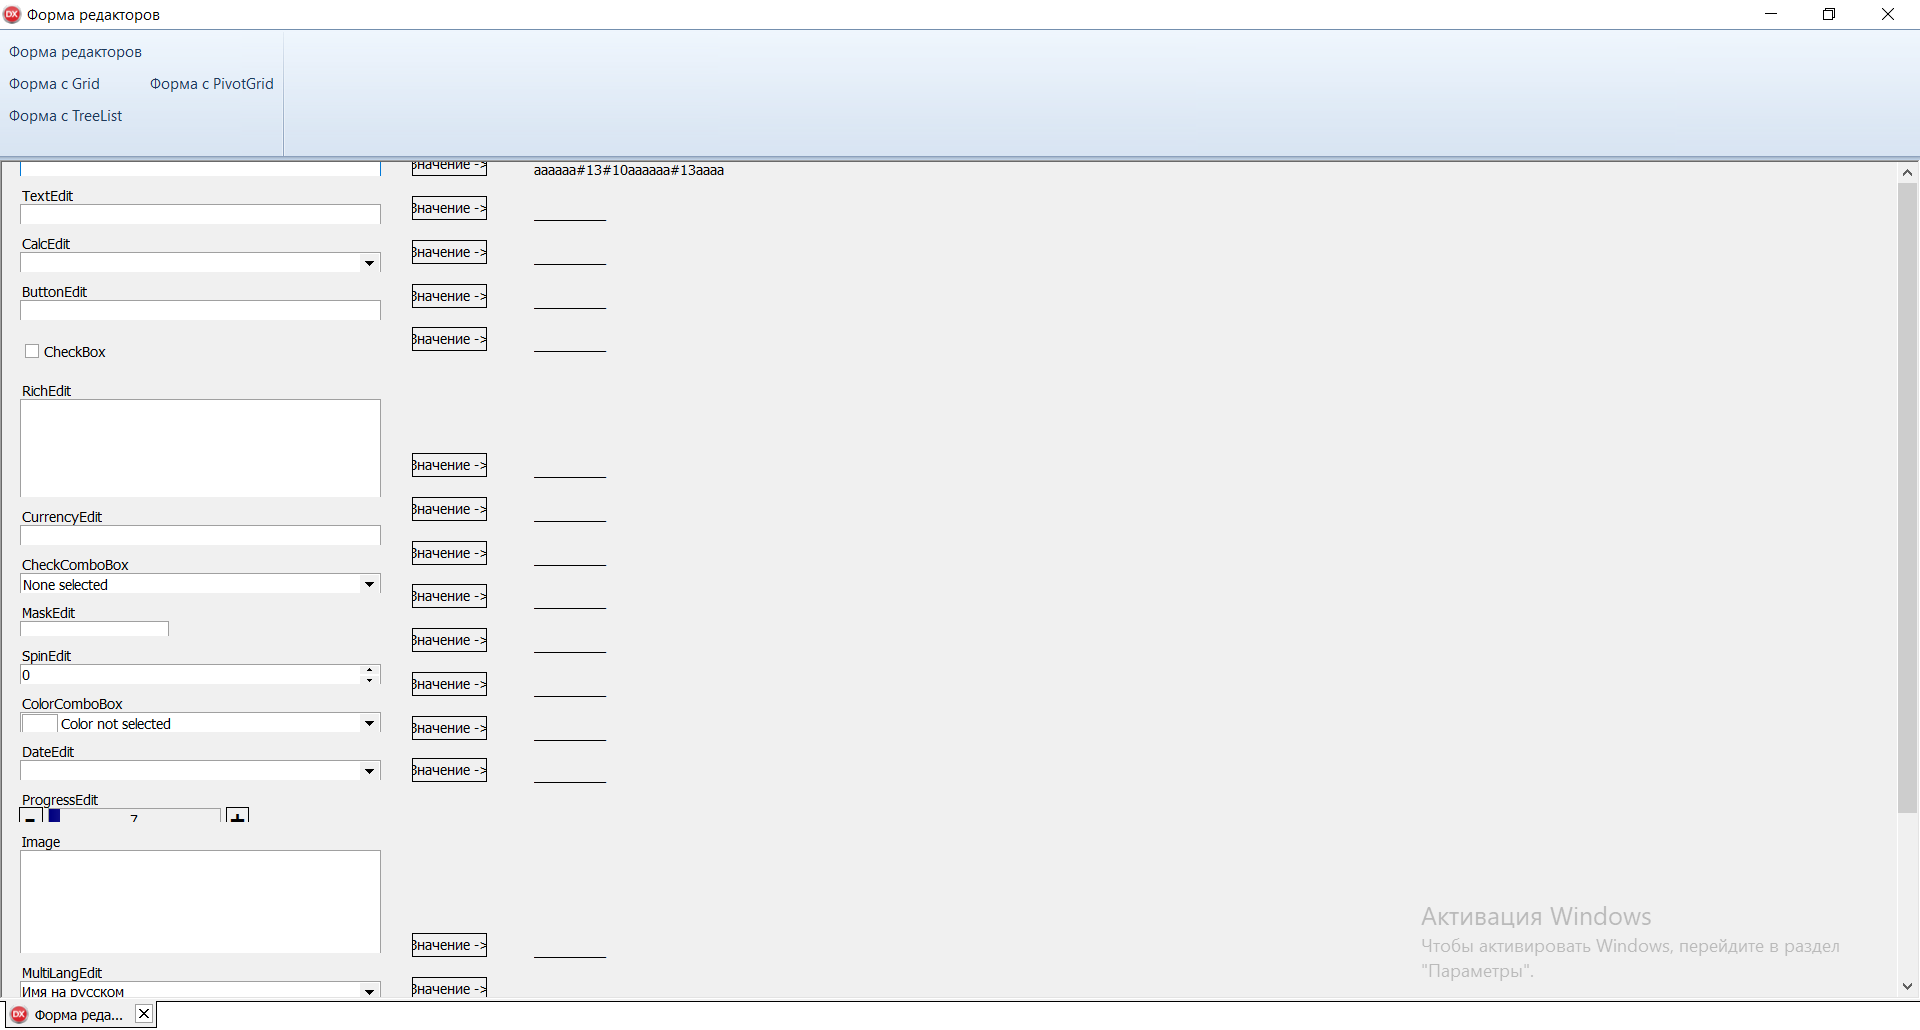 Форма редакторов
Форма редакторов
Форма с Grid
Форма с PivotGrid
Форма с TreeList
Значение ->
aaaaaa#13#10aaaaaa#13aaaa
TextEdit
Значение ->
CalcEdit
Значение ->
ButtonEdit
Значение ->
CheckBox
Значение ->
RichEdit
Значение ->
CurrencyEdit
Значение ->
CheckComboBox
None selected
Значение ->
MaskEdit
Значение ->
SpinEdit
0
Значение ->
ColorComboBox
Color not selected
Значение ->
DateEdit
Значение ->
Значение ->
ProgressEdit
- 7 +
Image
Значение ->
MultiLangEdit
Имя на русском
Значение ->
Активация Windows
Чтобы активировать Windows, перейдите в раздел
"Параметры".
Форма реда...